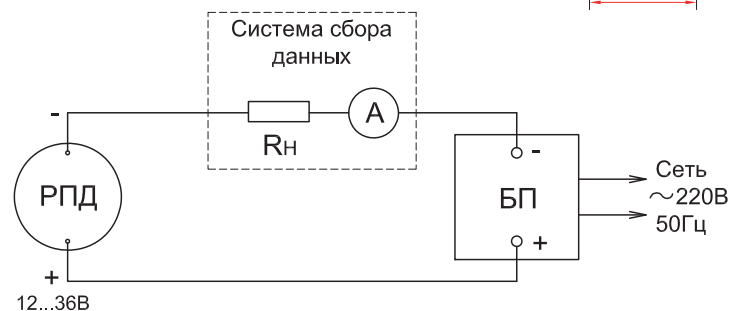 Система сбора
данных
-
Rн
А
РПД
+
12...36В
-
БП
+
Сеть
~220В
50Гц